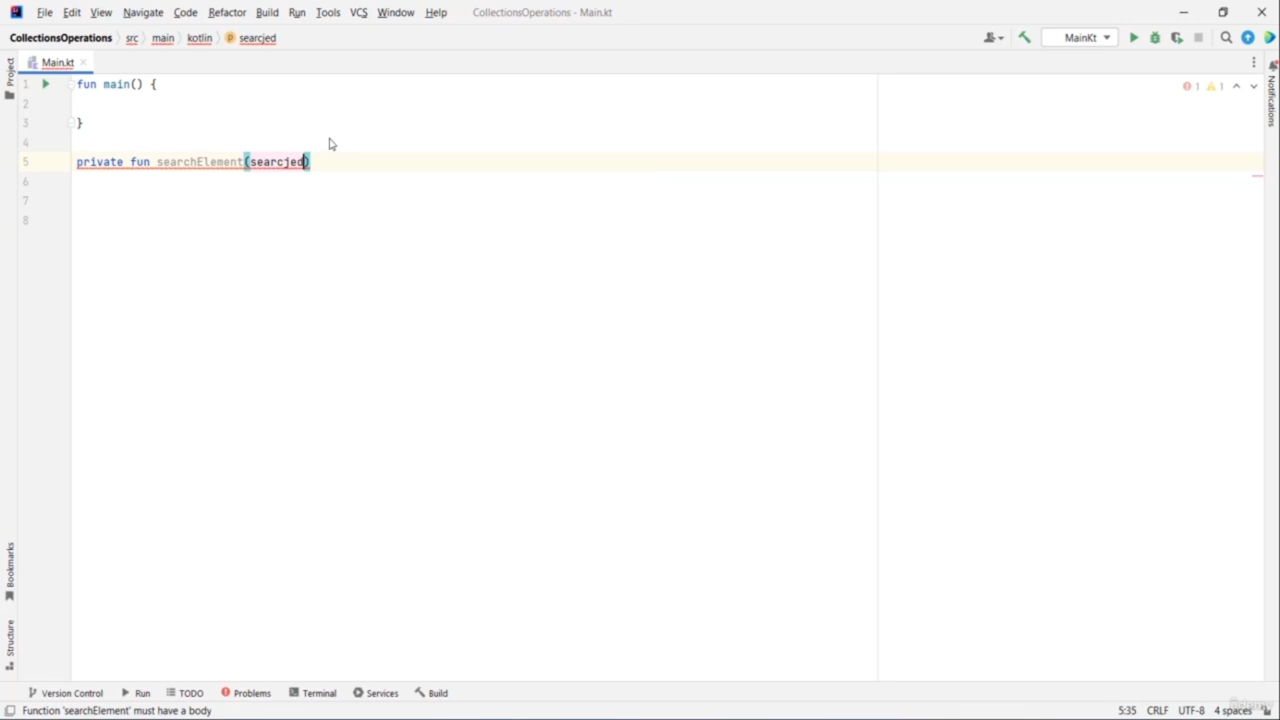 File Edit View Navigate Code Refactor Build Run Tools VCS Window Help CollectionsOperations - Main.kt
CollectionsOperations src main kotlin searcjed MainKt
Project
Main.kt
1 fun main() { 1 1
2
3 }
4
5 private fun searchElement(searcjed)
6
7
8
Notifications
Bookmarks
Structure
Version Control Run TODO Problems Terminal Services Build
Function 'searchElement' must have a body 5:35 CRLF UTF-8 4 spaces